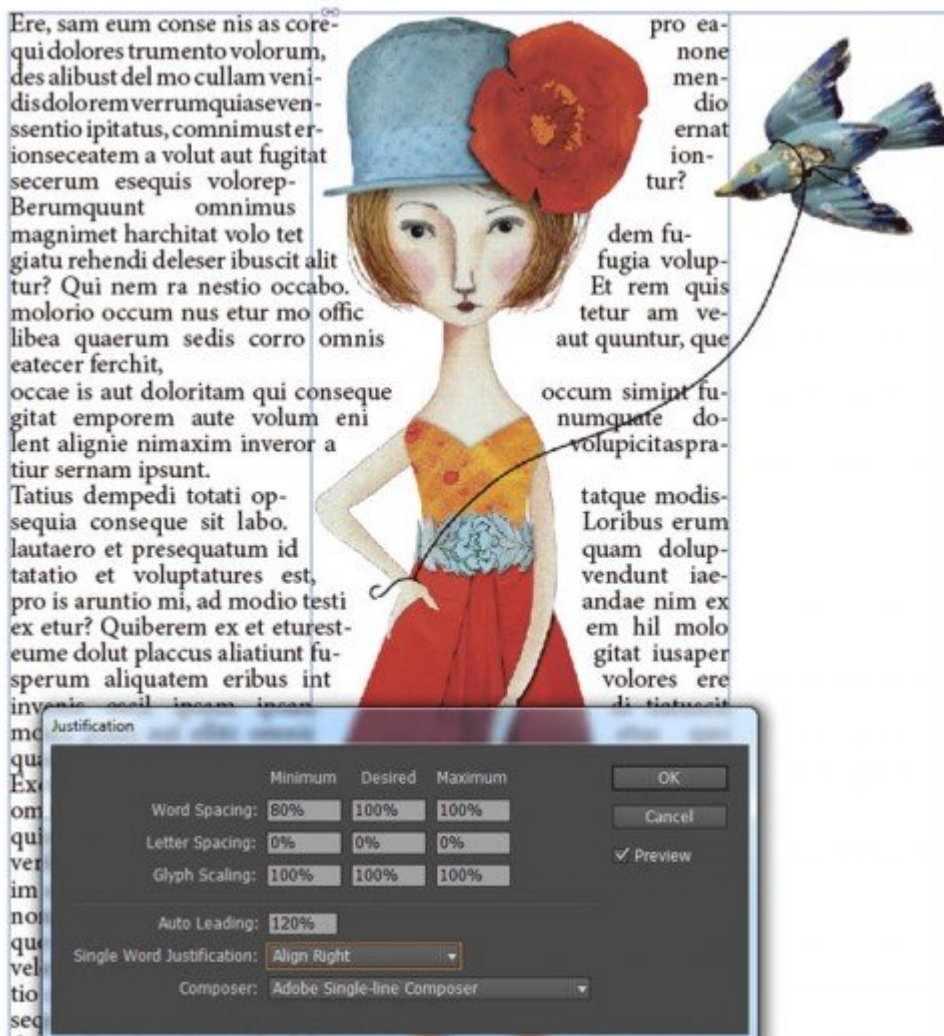 Ere, sam eum conse nis as core- pro ea-
qui dolores trumento volorum, none
des alibust del mo cullam veni- men-
dis dolorem verrumquiaseven- dio
ssentio ipitatus, comnimust er- ernat
ionseceatem a volut aut fugitat ion-
secerum esequis volorep- tur?
Berumquunt omnimus
magnimet harchitat volo tet dem fu-
giatu rehendi deleser ibuscit alit fugia volup-
tur? Qui nem ra nestio occabo. Et rem quis
molorio occum nus etur mo offic tetur am ve-
libea quaerum sedis corro omnis aut quuntur, que
eatecer ferchit,
occae is aut doloritam qui conseque occum simint fu-
gitat emporem aute volum eni numquate do-
lent alignie nimaxim inveror a volupicitaspra-
tiur sernam ipsunt.
Tatius dempedi totati op- tatque modis-
sequia conseque sit labo. Loribus erum
lautaero et presequatum id quam dolup-
tatatio et voluptatures est, vendunt iae-
pro is aruntio mi, ad modio testi andae nim ex
ex etur? Quiberem ex et eturest- em hil molo
eume dolut placcus aliatiunt fu- gitat iusaper
sperum aliquatem eribus int volores ere
Justification
Minimum Desired Maximum
Word Spacing: 80% 100% 100%
Letter Spacing: 0% 0% 0%
Glyph Scaling: 100% 100% 100%
Auto Leading: 120%
Single Word Justification: Align Right
Composer: Adobe Single-line Composer
OK
Cancel
Preview